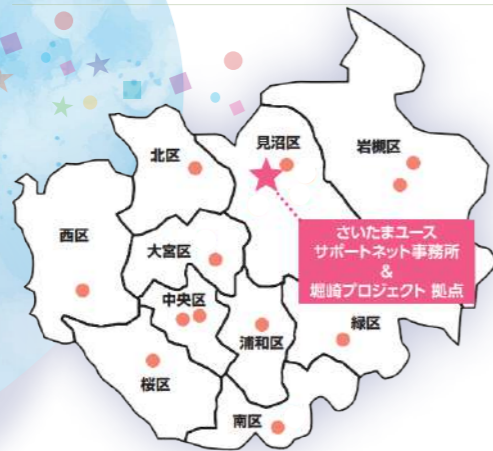 北区
見沼区
岩槻区
西区
大宮区
さいたまユース
サポートネット事務所
&
堀崎プロジェクト 拠点
中央区
浦和区
緑区
桜区
南区